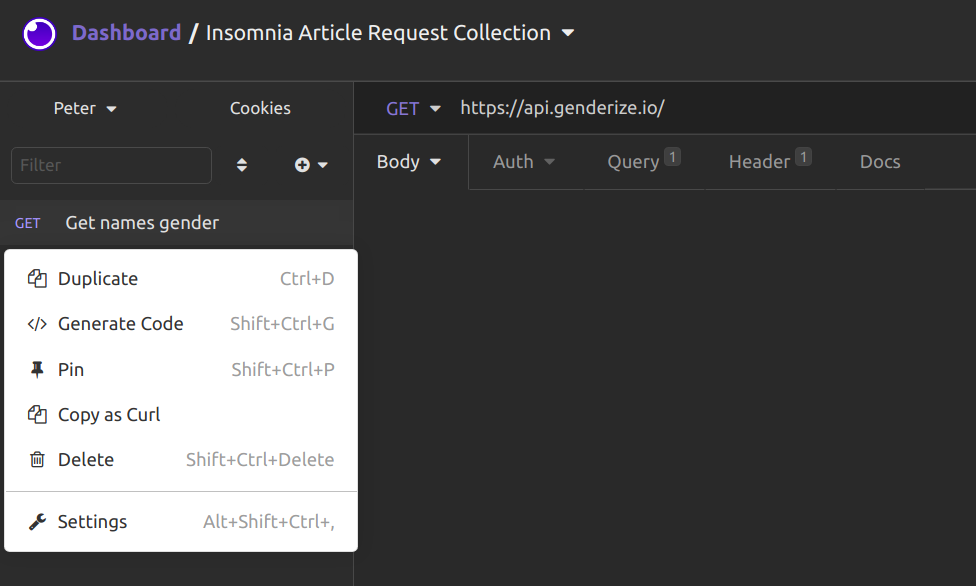 Dashboard / Insomnia Article Request Collection
Peter Cookies
GET https://api.genderize.io/
Filter
Body Auth Query 1 Header 1 Docs
GET Get names gender
Duplicate Ctrl+D
Generate Code Shift+Ctrl+G
Pin Shift+Ctrl+P
Copy as Curl
Delete Shift+Ctrl+Delete
Settings Alt+Shift+Ctrl+,